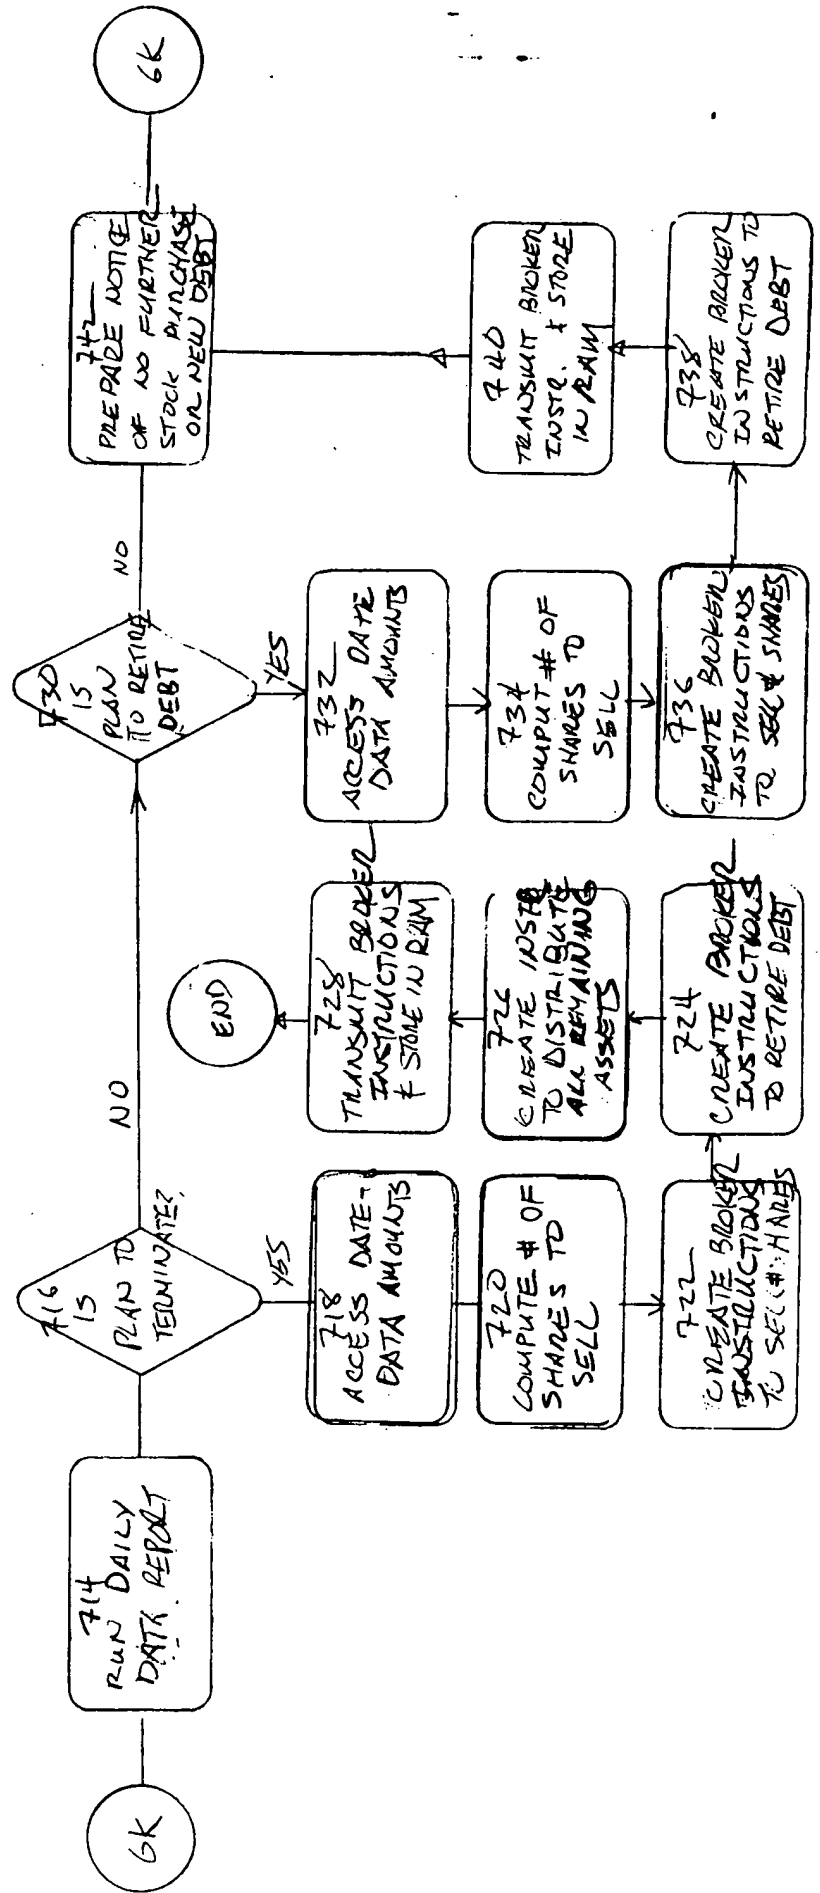 6K
714
RUN DAILY
DATA REPORT
716
IS
PLAN TO
TERMINATE?
NO
YES
718
ACCESS DATE-
DATA AMOUNTS
720
COMPUTE # OF
SHARES TO
SELL
722
CREATE BROKER
INSTRUCTIONS
TO SELL # SHARES
724
CREATE BROKER
INSTRUCTIONS
TO RETIRE DEBT
726
CREATE INSTR
TO DISTRIBUTE
ALL REMAINING
ASSETS
728
TRANSMIT BROKER
INSTRUCTIONS
& STORE IN RAM
END
730
IS
PLAN
TO RETIRE
DEBT
NO
YES
732
ACCESS DATE
DATA AMOUNTS
734
COMPUT # OF
SHARES TO
SELL
736
CREATE BROKER
INSTRUCTIONS
TO SELL # SHARES
738
CREATE BROKER
INSTRUCTIONS TO
RETIRE DEBT
740
TRANSMIT BROKER
INSTR. & STORE
IN RAM
742
PREPARE NOTICE
OF NO FURTHER
STOCK PURCHASE
OR NEW DEBT
6K